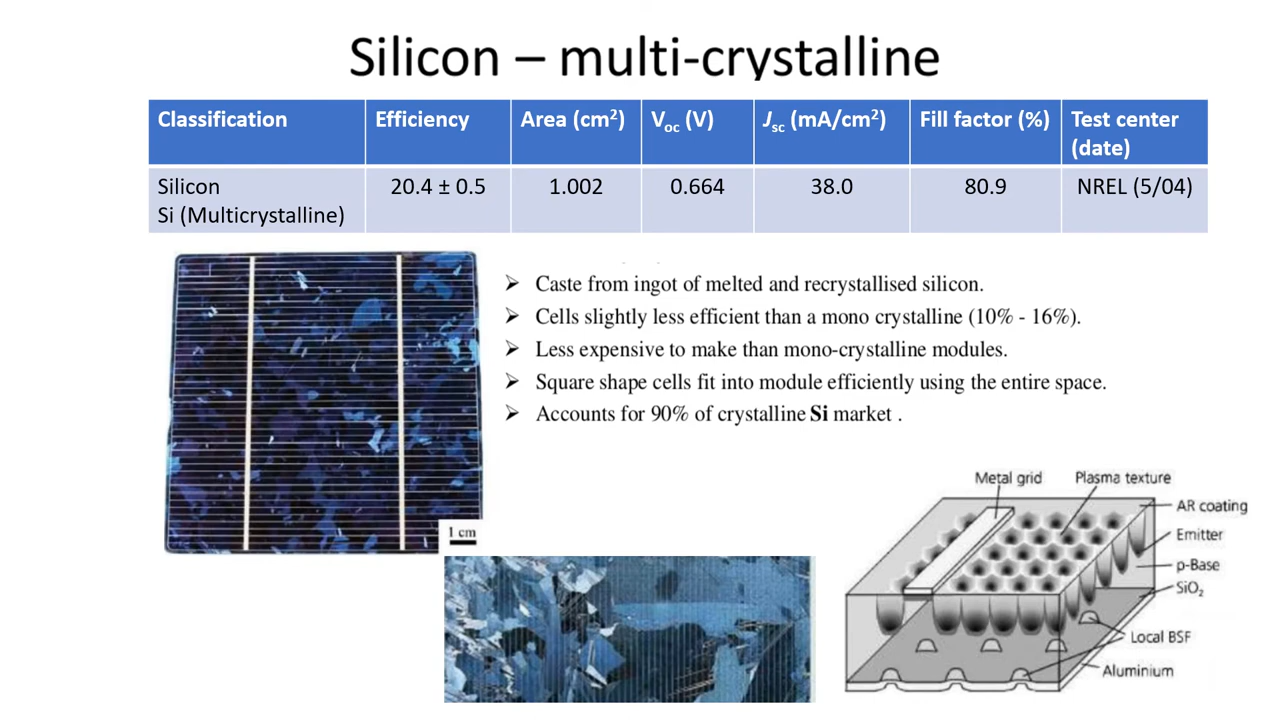 Silicon – multi-crystalline
Classification Efficiency Area (cm²) Voc (V) Jsc (mA/cm²) Fill factor (%) Test center
(date)
Silicon 20.4 ± 0.5 1.002 0.664 38.0 80.9 NREL (5/04)
Si (Multicrystalline)
➢ Caste from ingot of melted and recrystallised silicon.
➢ Cells slightly less efficient than a mono crystalline (10% - 16%).
➢ Less expensive to make than mono-crystalline modules.
➢ Square shape cells fit into module efficiently using the entire space.
➢ Accounts for 90% of crystalline Si market .
1 cm
Metal grid
Plasma texture
AR coating
Emitter
p-Base
SiO₂
Local BSF
Aluminium